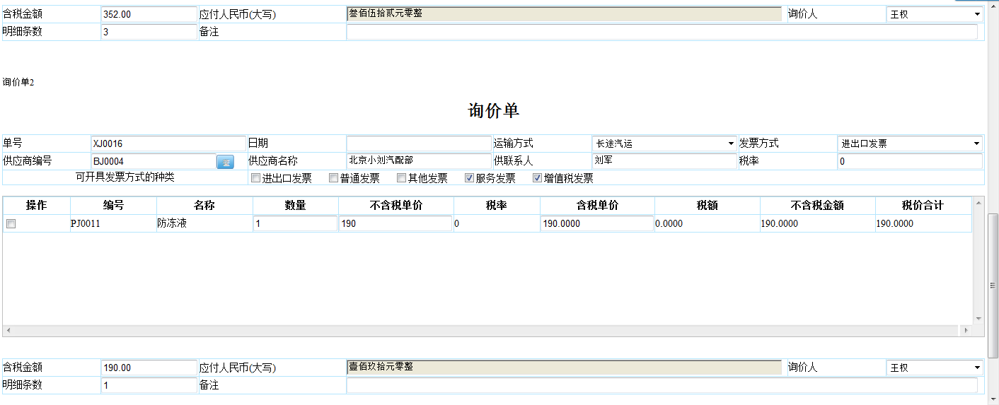 含税金额 352.00 应付人民币(大写) 叁佰伍拾贰元零整 询价人 王权
明细条数 3 备注
询价单2
询价单
单号 XJ0016 日期 运输方式 长途汽运 发票方式 进出口发票
供应商编号 BJ0004 供应商名称 北京小刘汽配部 供联系人 刘军 税率 0
可开具发票方式的种类 进出口发票 普通发票 其他发票 服务发票 增值税发票
操作 编号 名称 数量 不含税单价 税率 含税单价 税额 不含税金额 税价合计
PJ0011 防冻液 1 190 0 190.0000 0.0000 190.0000 190.0000
含税金额 190.00 应付人民币(大写) 壹佰玖拾元零整 询价人 王权
明细条数 1 备注